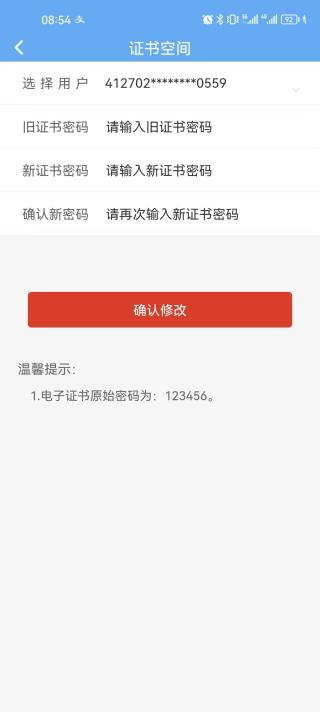 08:54
92
证书空间
选择用户 412702********0559
旧证书密码 请输入旧证书密码
新证书密码 请输入新证书密码
确认新密码 请再次输入新证书密码
确认修改
温馨提示：
1.电子证书原始密码为：123456。